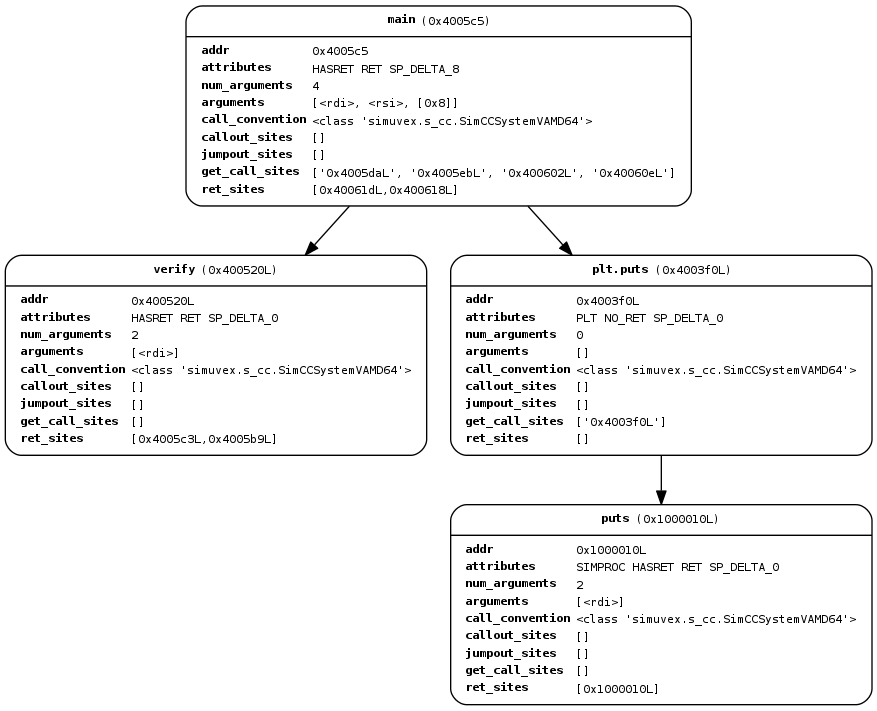 main (0x4005c5)
addr 0x4005c5
attributes HASRET RET SP_DELTA_8
num_arguments 4
arguments [<rdi>, <rsi>, [0x8]]
call_convention <class 'simuvex.s_cc.SimCCSystemVAMD64'>
callout_sites []
jumpout_sites []
get_call_sites ['0x4005daL', '0x4005ebL', '0x400602L', '0x40060eL']
ret_sites [0x40061dL,0x400618L]
verify (0x400520L)
addr 0x400520L
attributes HASRET RET SP_DELTA_0
num_arguments 2
arguments [<rdi>]
call_convention <class 'simuvex.s_cc.SimCCSystemVAMD64'>
callout_sites []
jumpout_sites []
get_call_sites []
ret_sites [0x4005c3L,0x4005b9L]
plt.puts (0x4003f0L)
addr 0x4003f0L
attributes PLT NO_RET SP_DELTA_0
num_arguments 0
arguments []
call_convention <class 'simuvex.s_cc.SimCCSystemVAMD64'>
callout_sites []
jumpout_sites []
get_call_sites ['0x4003f0L']
ret_sites []
puts (0x1000010L)
addr 0x1000010L
attributes SIMPROC HASRET RET SP_DELTA_0
num_arguments 2
arguments [<rdi>]
call_convention <class 'simuvex.s_cc.SimCCSystemVAMD64'>
callout_sites []
jumpout_sites []
get_call_sites []
ret_sites [0x1000010L]